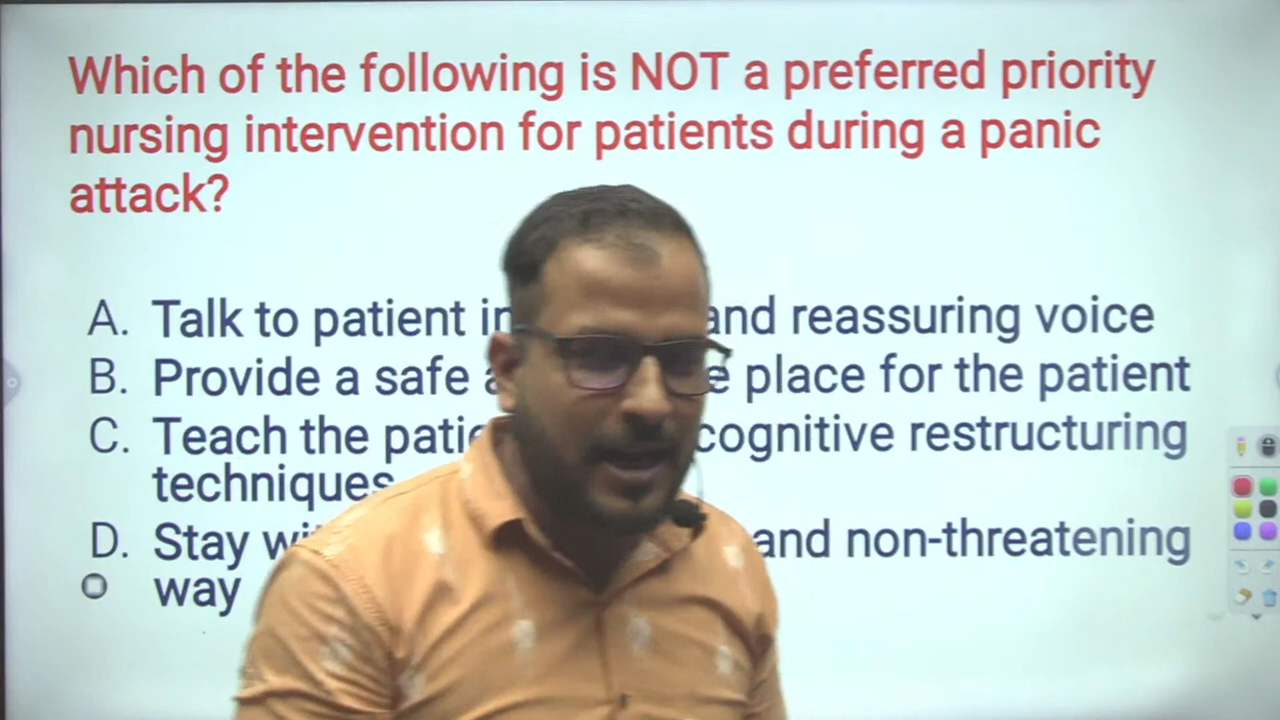 Which of the following is NOT a preferred priority
nursing intervention for patients during a panic
attack?
A. Talk to patient and reassuring voice
B. Provide a safe place for the patient
C. Teach the cognitive restructuring
techniques
D. Stay and non-threatening
way